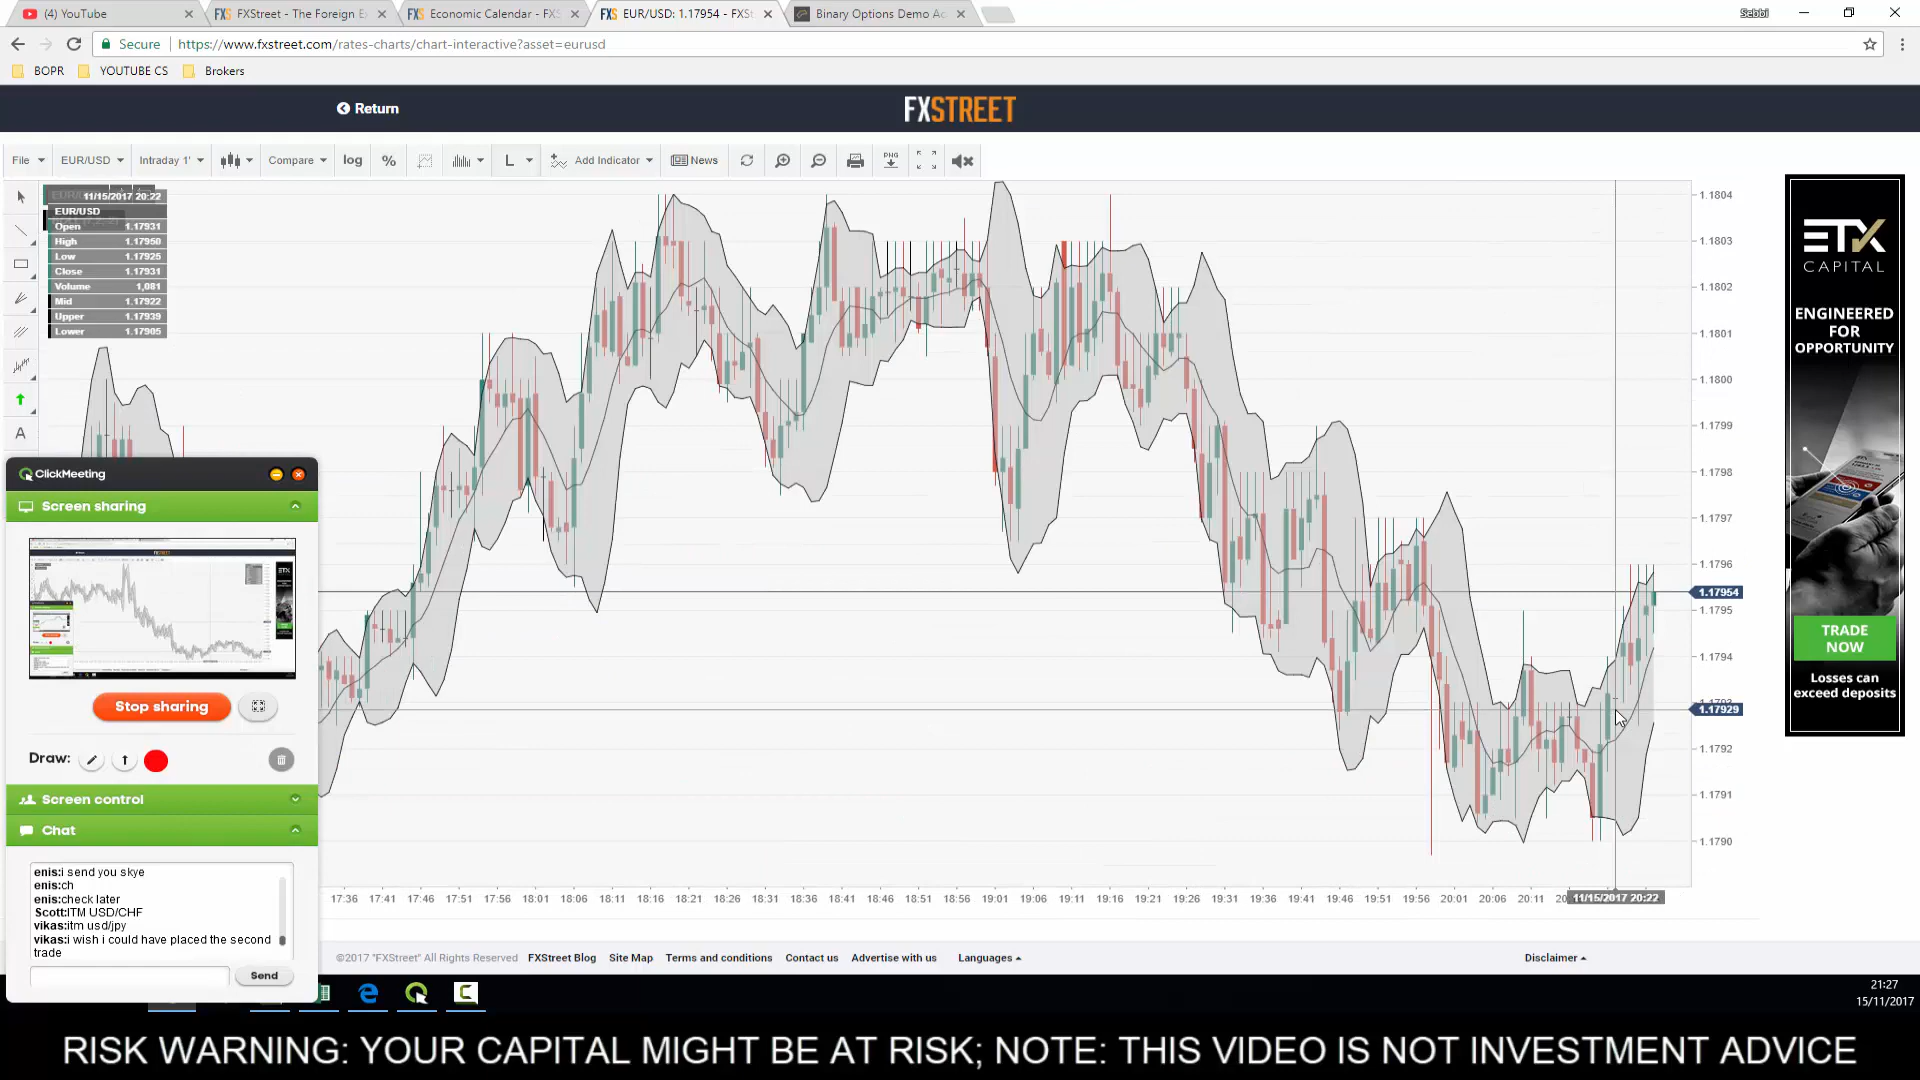 (4) YouTube
FXStreet - The Foreign Ex
Economic Calendar - FXS
EUR/USD: 1.17954 - FXSt
Binary Options Demo Ac
Sebbi
Secure
https://www.fxstreet.com/rates-charts/chart-interactive?asset=eurusd
BOPR
YOUTUBE CS
Brokers
Return
FXSTREET
File
EUR/USD
Intraday 1'
Compare
log
%
L
Add Indicator
News
PNG
11/15/2017 20:22
EUR/USD
Open 1.17931
High 1.17950
Low 1.17925
Close 1.17931
Volume 1,081
Mid 1.17922
Upper 1.17939
Lower 1.17905
A
1.1804
1.1803
1.1802
1.1801
1.1800
1.1799
1.1798
1.1797
1.1796
1.17954
1.1795
1.1794
1.17929
1.1792
1.1791
1.1790
17:36 17:41 17:46 17:51 17:56 18:01 18:06 18:11 18:16 18:21 18:26 18:31 18:36 18:41 18:46 18:51 18:56 19:01 19:06 19:11 19:16 19:21 19:26 19:31 19:36 19:41 19:46 19:51 19:56 20:01 20:06 20:11 11/15/2017 20:22
ETX
CAPITAL
ENGINEERED
FOR
OPPORTUNITY
TRADE
NOW
Losses can
exceed deposits
ClickMeeting
Screen sharing
Stop sharing
Draw:
Screen control
Chat
enis:i send you skye
enis:ch
enis:check later
Scott:ITM USD/CHF
vikas:itm usd/jpy
vikas:i wish i could have placed the second
trade
Send
©2017 "FXStreet" All Rights Reserved
FXStreet Blog
Site Map
Terms and conditions
Contact us
Advertise with us
Languages
Disclaimer
21:27
15/11/2017
RISK WARNING: YOUR CAPITAL MIGHT BE AT RISK; NOTE: THIS VIDEO IS NOT INVESTMENT ADVICE